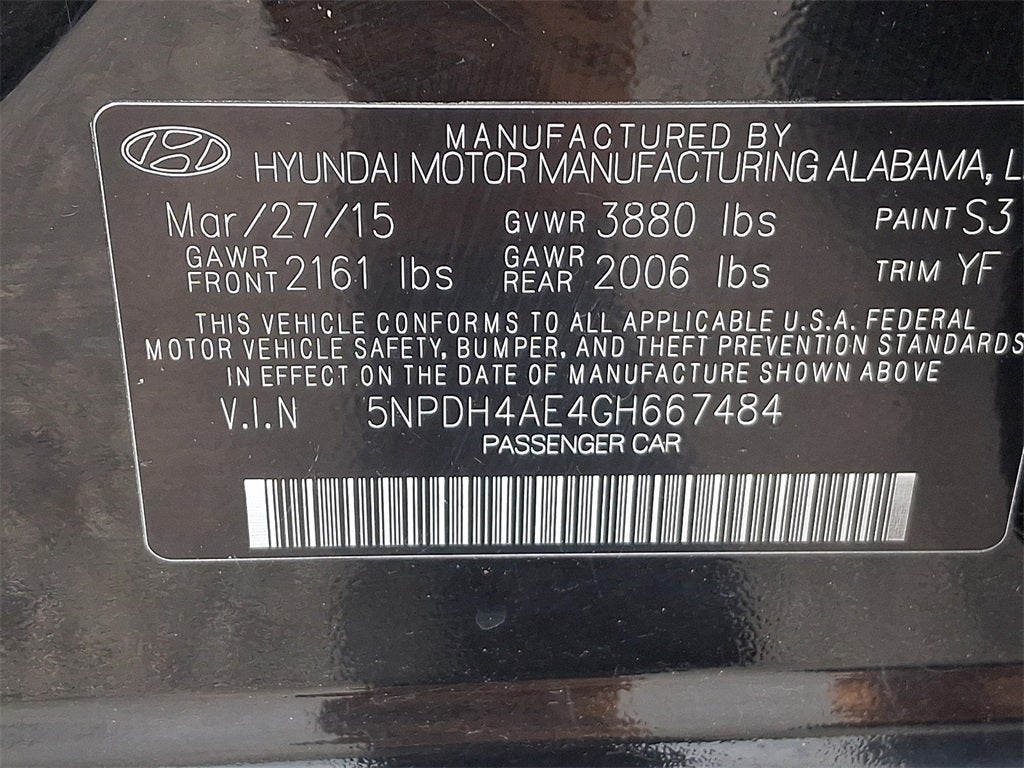 MANUFACTURED BY
HYUNDAI MOTOR MANUFACTURING ALABAMA,
Mar/27/15 GVWR 3880 lbs PAINT S3
GAWR FRONT 2161 lbs GAWR REAR 2006 lbs TRIM YF
THIS VEHICLE CONFORMS TO ALL APPLICABLE U.S.A. FEDERAL
MOTOR VEHICLE SAFETY, BUMPER, AND THEFT PREVENTION STANDARDS
IN EFFECT ON THE DATE OF MANUFACTURE SHOWN ABOVE
V.I.N 5NPDH4AE4GH667484
PASSENGER CAR